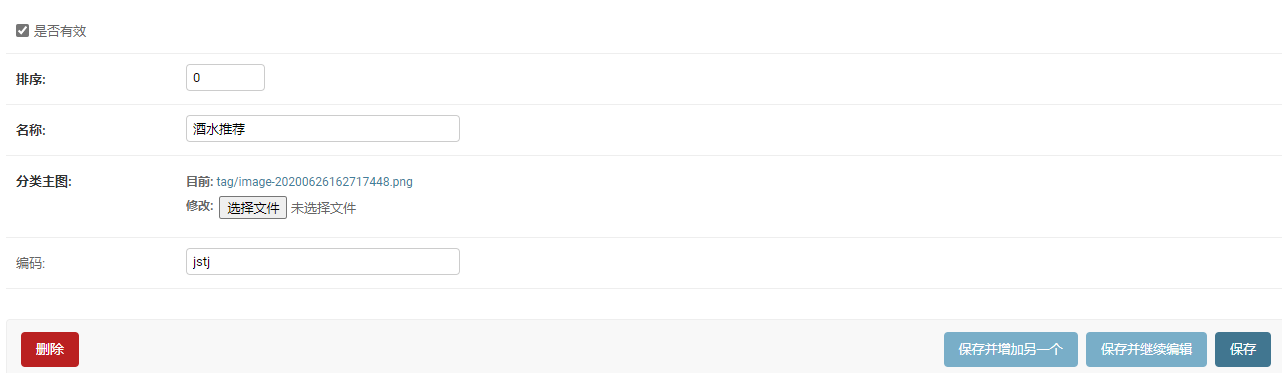 是否有效
排序: 0
名称: 酒水推荐
分类主图: 目前: tag/image-20200626162717448.png
修改: 选择文件 未选择文件
编码: jstj
删除 保存并增加另一个 保存并继续编辑 保存